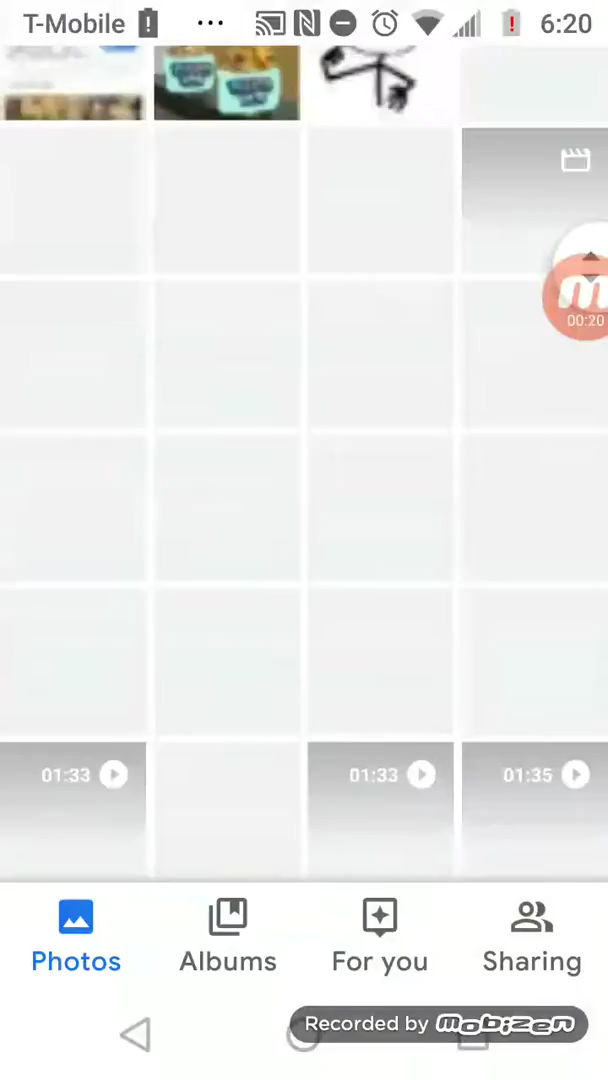 T-Mobile ... 6:20
m
00:20
01:33 01:33 01:35
Photos Albums For you Sharing
Recorded by mobizen